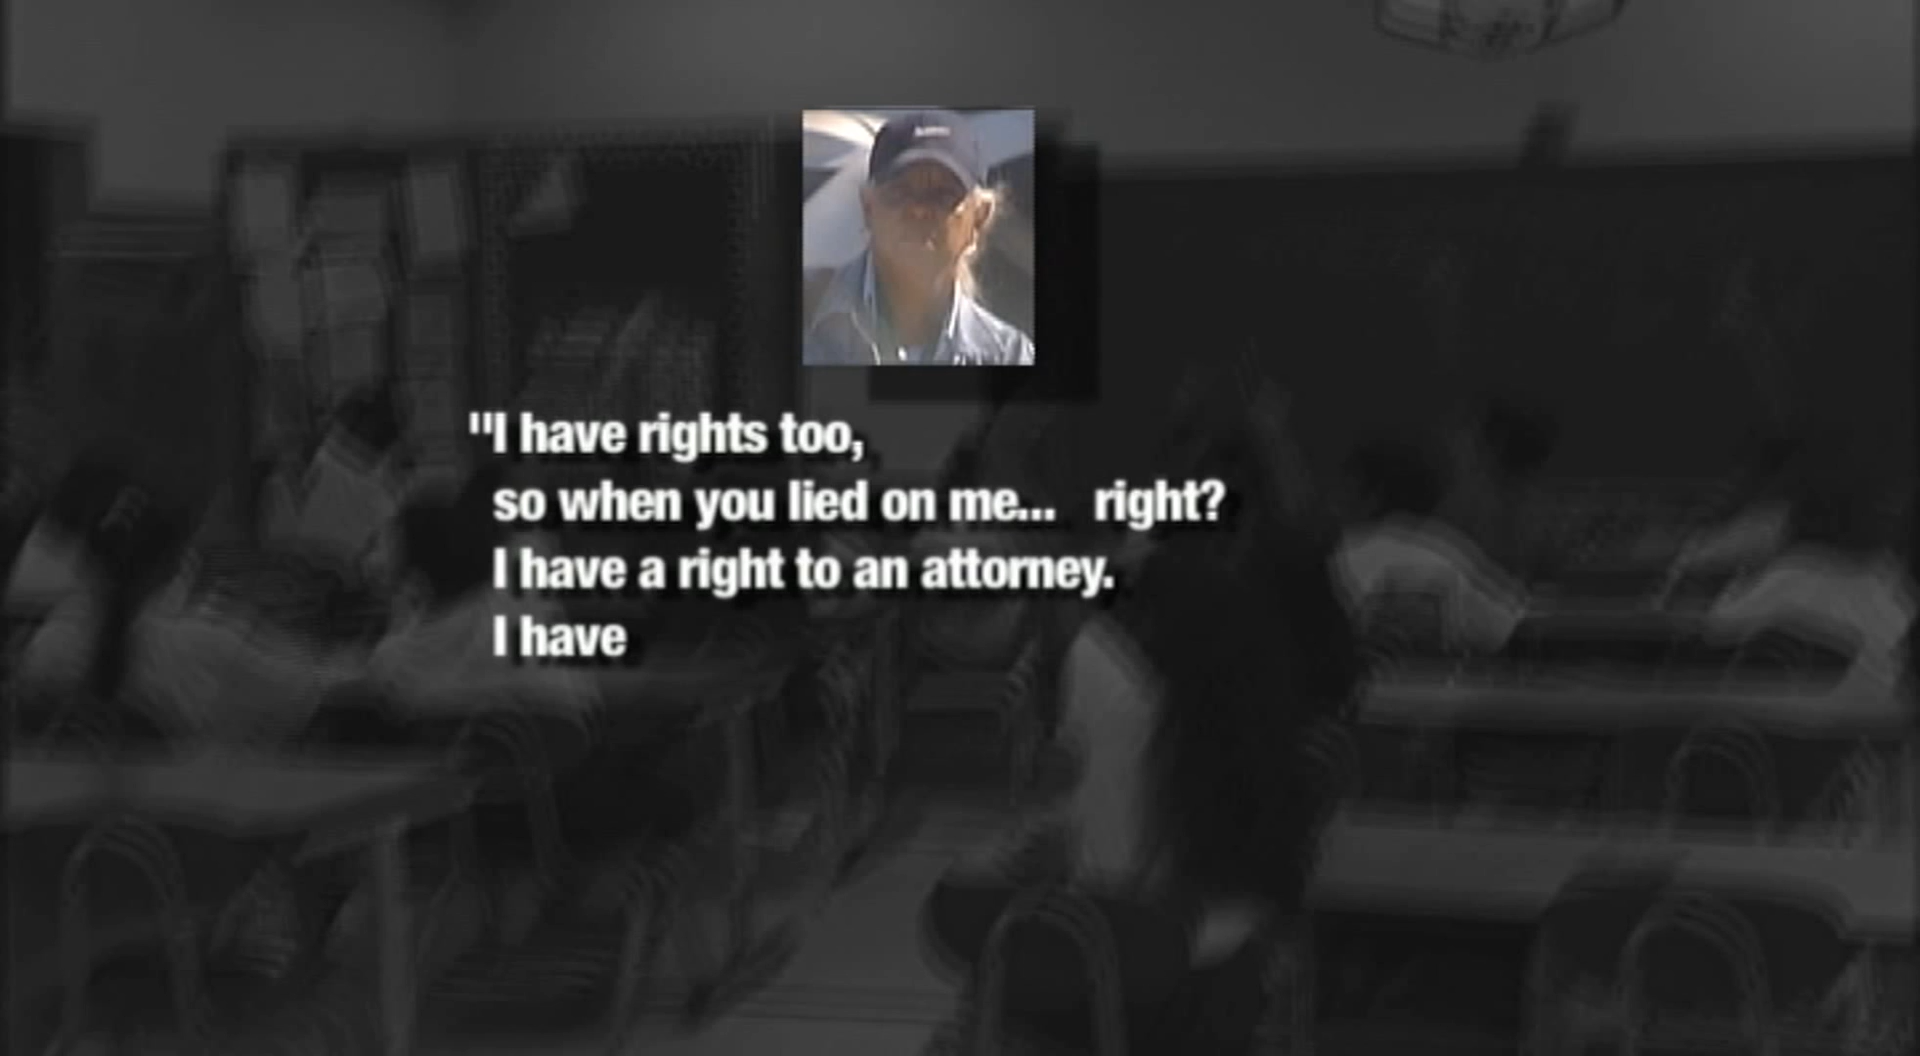 "I have rights too,
so when you lied on me... right?
I have a right to an attorney.
I have